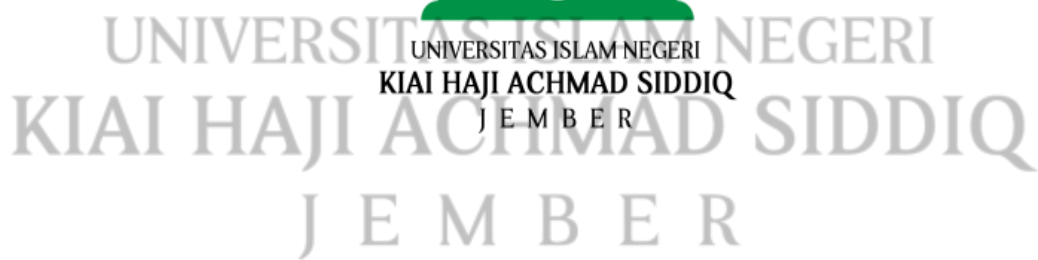 UNIVERSITAS ISLAM NEGERI
UNIVERSITAS ISLAM NEGERI
KIAI HAJI ACHMAD SIDDIQ
KIAI HAJI ACHMAD SIDDIQ
J E M B E R
J E M B E R